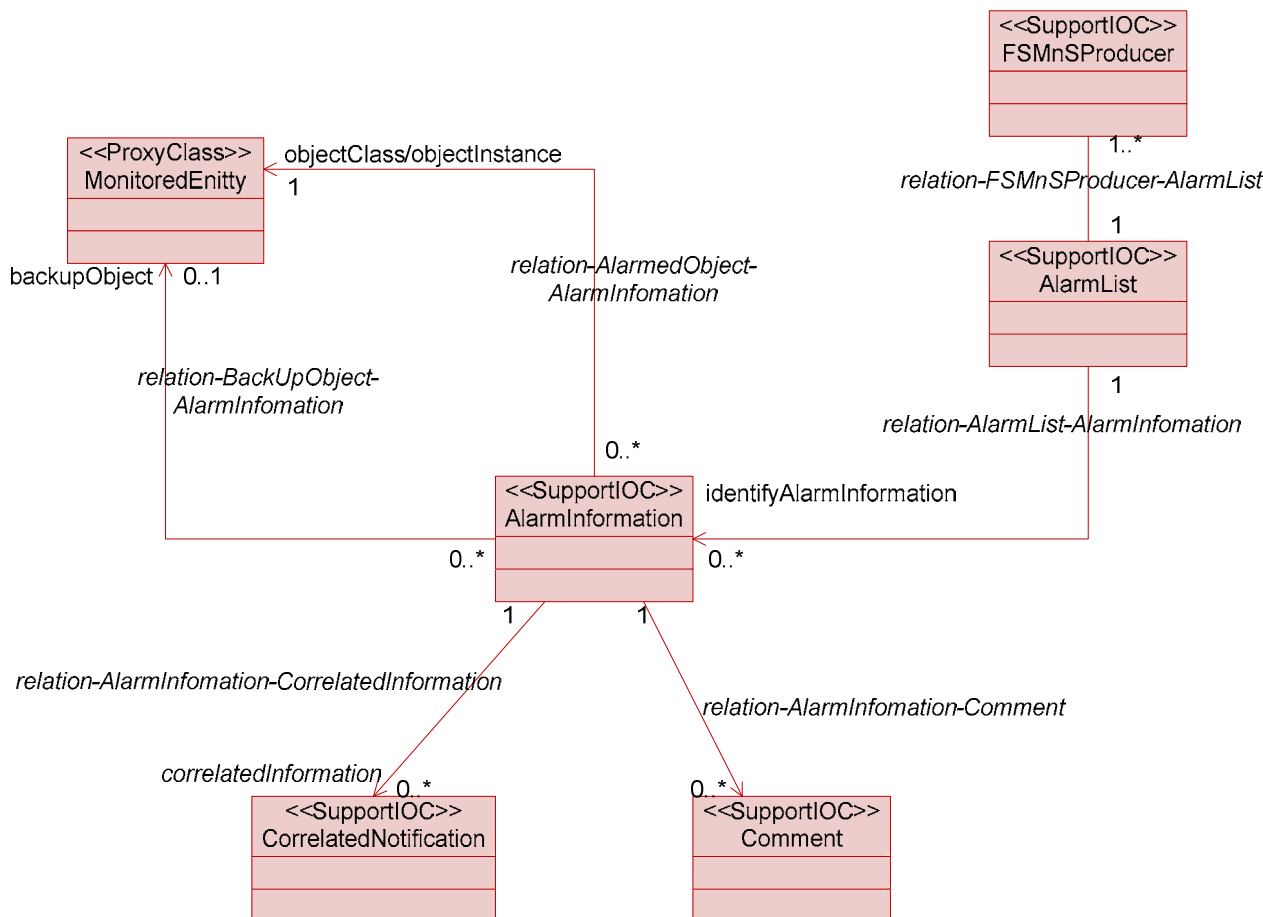 <<SupportIOC>>
FSMnSProducer
1..*
relation-FSMnSProducer-AlarmList
1
<<SupportIOC>>
AlarmList
1
relation-AlarmList-AlarmInfomation
<<ProxyClass>>
MonitoredEnitty
objectClass/objectInstance
1
backupObject
0..1
relation-AlarmedObject-
AlarmInfomation
relation-BackUpObject-
AlarmInfomation
0..*
<<SupportIOC>>
AlarmInformation
identifyAlarmInformation
0..*
0..*
1
1
relation-AlarmInfomation-CorrelatedInformation
relation-AlarmInfomation-Comment
correlatedInformation
0..*
0..*
<<SupportIOC>>
CorrelatedNotification
<<SupportIOC>>
Comment